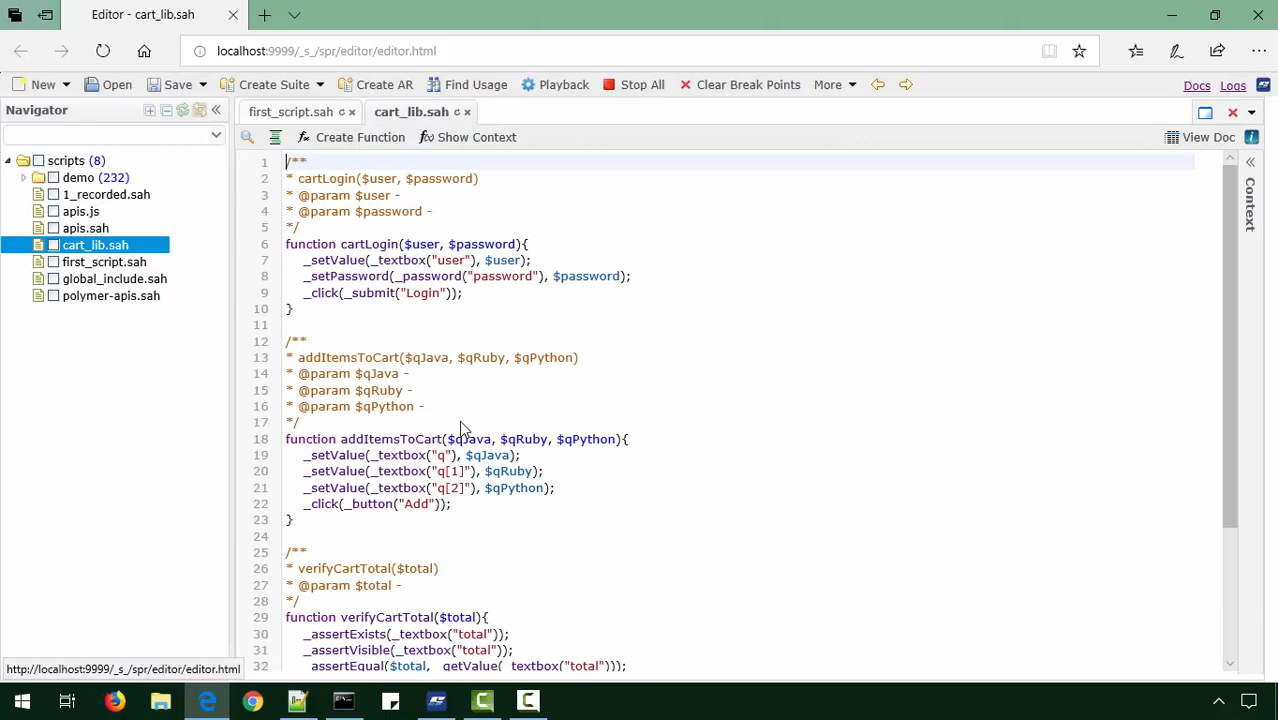 Editor - cart_lib.sah
localhost:9999/_s_/spr/editor/editor.html
New Open Save Create Suite Create AR Find Usage Playback Stop All Clear Break Points More Docs Logs
Navigator
first_script.sah cart_lib.sah
Create Function Show Context View Doc
scripts (8)
demo (232)
1_recorded.sah
apis.js
apis.sah
cart_lib.sah
first_script.sah
global_include.sah
polymer-apis.sah
1 /**
2 * cartLogin($user, $password)
3 * @param $user -
4 * @param $password -
5 */
6 function cartLogin($user, $password){
7 _setValue(_textbox("user"), $user);
8 _setPassword(_password("password"), $password);
9 _click(_submit("Login"));
10 }
11
12 /**
13 * addItemsToCart($qJava, $qRuby, $qPython)
14 * @param $qJava -
15 * @param $qRuby -
16 * @param $qPython -
17 */
18 function addItemsToCart($qJava, $qRuby, $qPython){
19 _setValue(_textbox("q"), $qJava);
20 _setValue(_textbox("q[1]"), $qRuby);
21 _setValue(_textbox("q[2]"), $qPython);
22 _click(_button("Add"));
23 }
24
25 /**
26 * verifyCartTotal($total)
27 * @param $total -
28 */
29 function verifyCartTotal($total){
30 _assertExists(_textbox("total"));
31 _assertVisible(_textbox("total"));
32 _assertEqual($total, _getValue(_textbox("total")));
Context
http://localhost:9999/_s_/spr/editor/editor.html